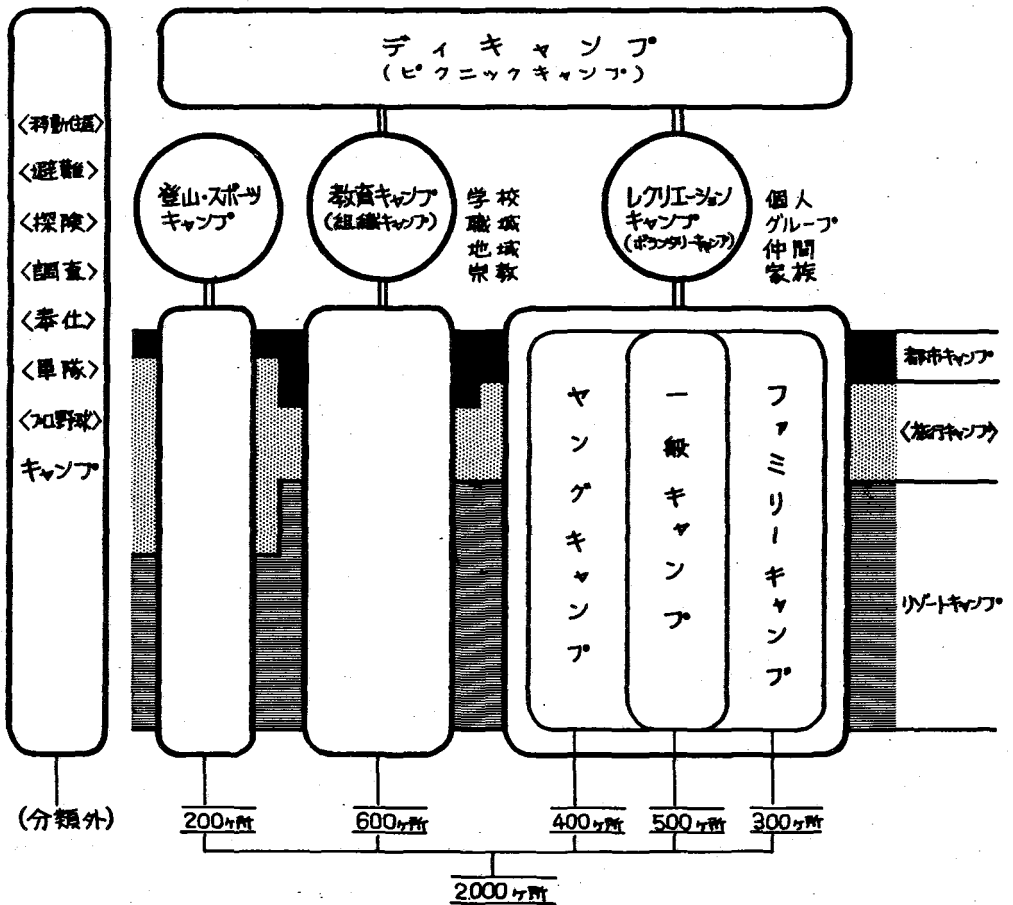 ディキャンプ
(ピクニックキャンプ)
〈移動住區〉
〈避難〉
〈探険〉
〈調査〉
〈奉仕〉
〈軍隊〉
〈プロ野球〉
キャンプ
(分類外)
登山・スポーツ
キャンプ
教育キャンプ
(組織キャンプ)
学校
職域
地域
宗教
レクリエーション
キャンプ
(ボランタリーキャンプ)
個人
グループ
仲間
家族
ヤングキャンプ
一般キャンプ
ファミリーキャンプ
都市キャンプ
〈旅行キャンプ〉
リゾートキャンプ
200ヶ所
600ヶ所
400ヶ所
500ヶ所
300ヶ所
2.000ヶ所